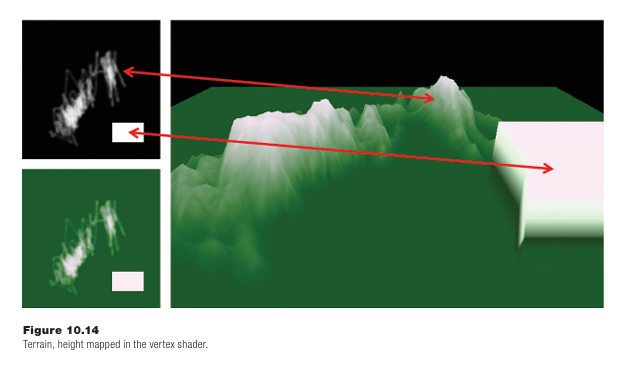 Figure 10.14
Terrain, height mapped in the vertex shader.